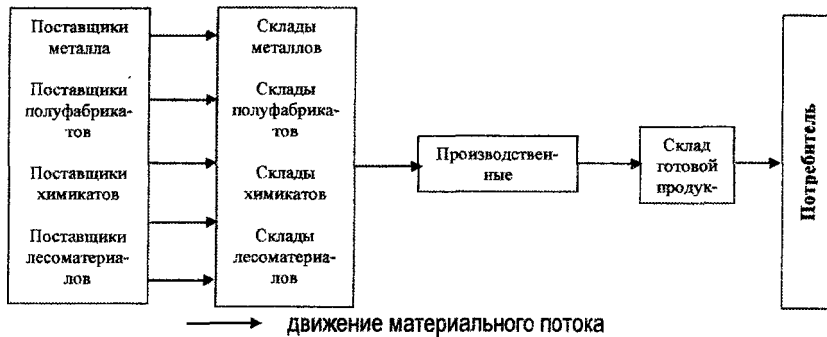 Поставщики
металла
Поставщики
полуфабрика-
тов
Поставщики
химикатов
Поставщики
лесоматериа-
лов
Склады
металлов
Склады
полуфабрика-
тов
Склады
химикатов
Склады
лесоматериа-
лов
Производствен-
ные
Склад
готовой
продук-
Потребитель
движение материального потока